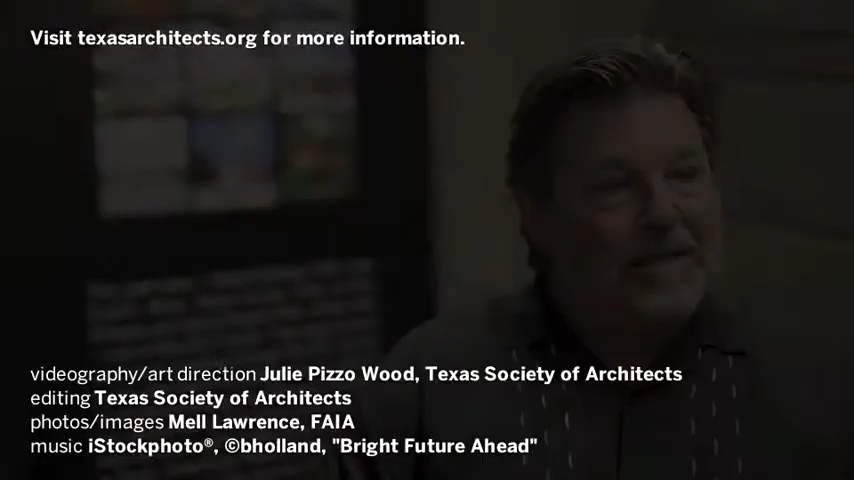 Visit texasarchitects.org for more information.
videography/art direction Julie Pizzo Wood, Texas Society of Architects
editing Texas Society of Architects
photos/images Mell Lawrence, FAIA
music iStockphoto®, ©bholland, "Bright Future Ahead"